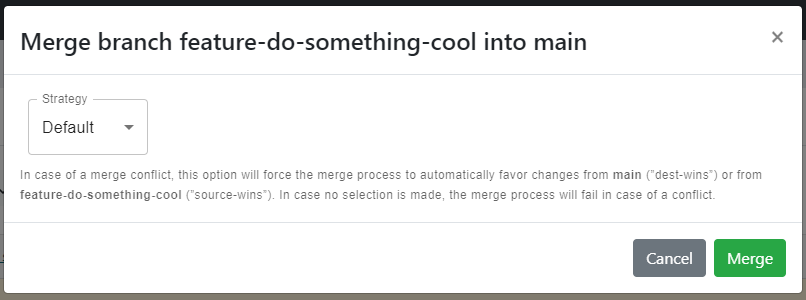 Merge branch feature-do-something-cool into main
×
Strategy
Default
In case of a merge conflict, this option will force the merge process to automatically favor changes from main ("dest-wins") or from
feature-do-something-cool ("source-wins"). In case no selection is made, the merge process will fail in case of a conflict.
Cancel Merge